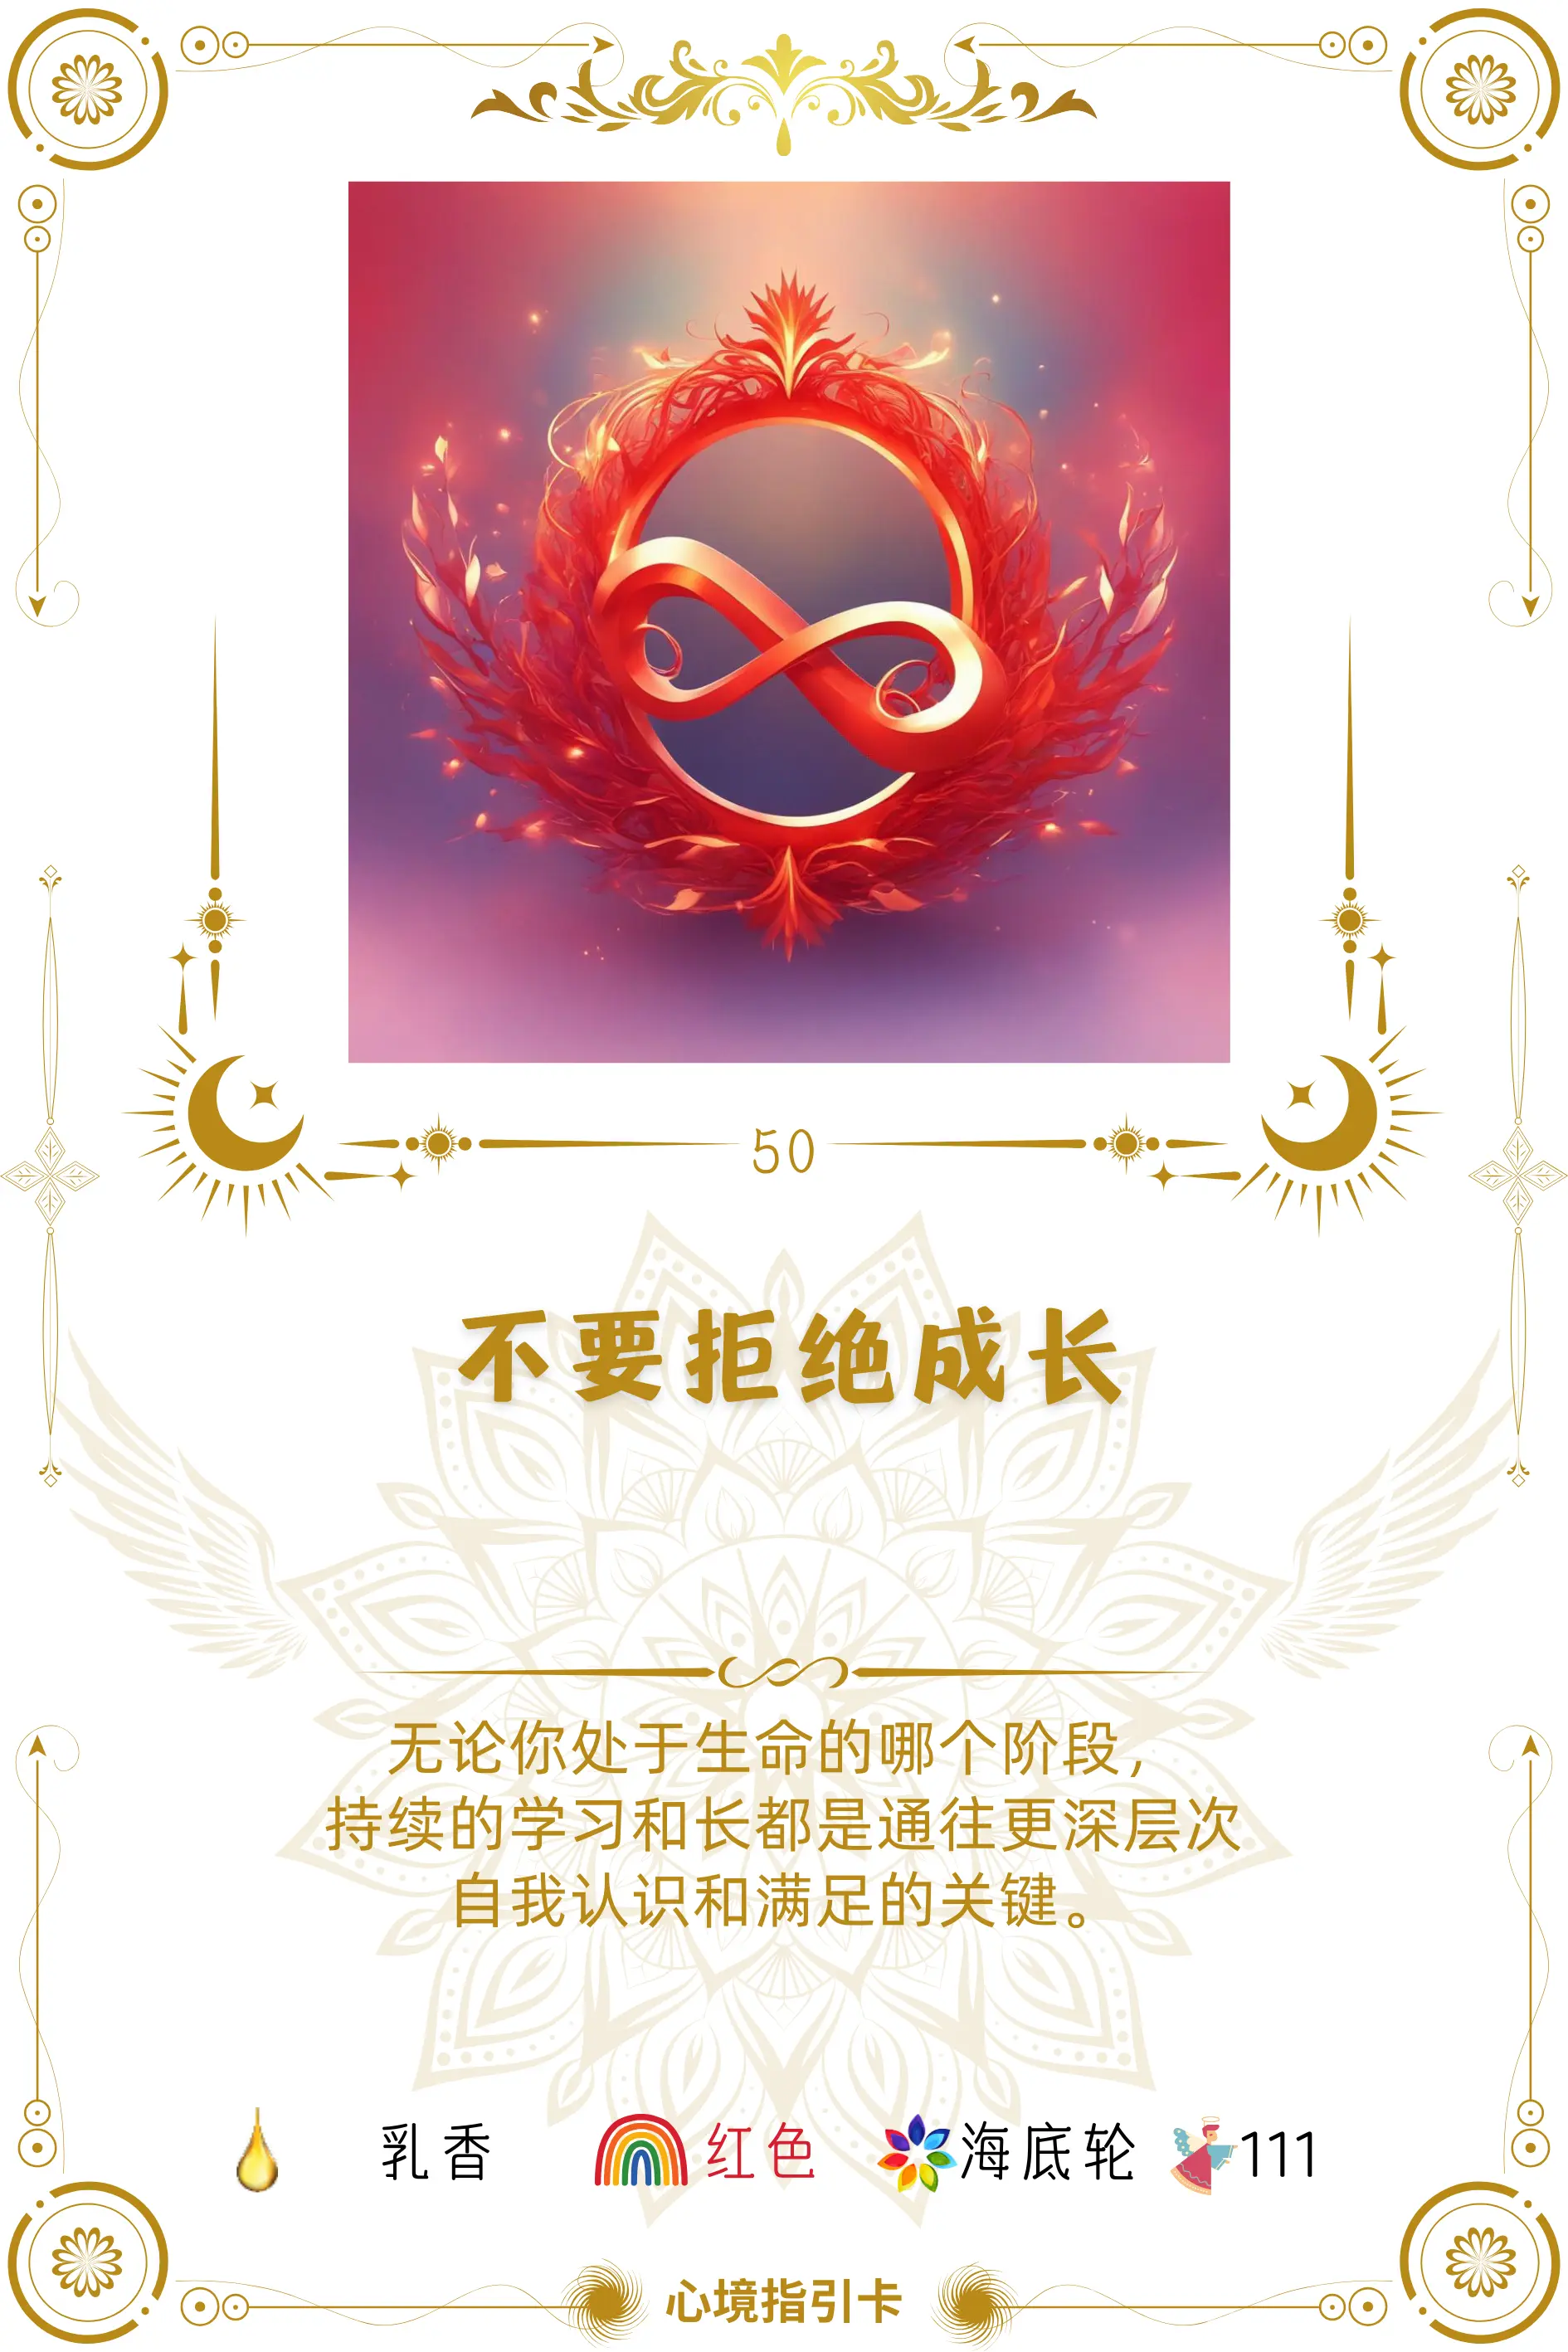 50
不要拒绝成长
无论你处于生命的哪个阶段，
持续的学习和长都是通往更深层次
自我认识和满足的关键。
乳香 红色 海底轮 111
心境指引卡